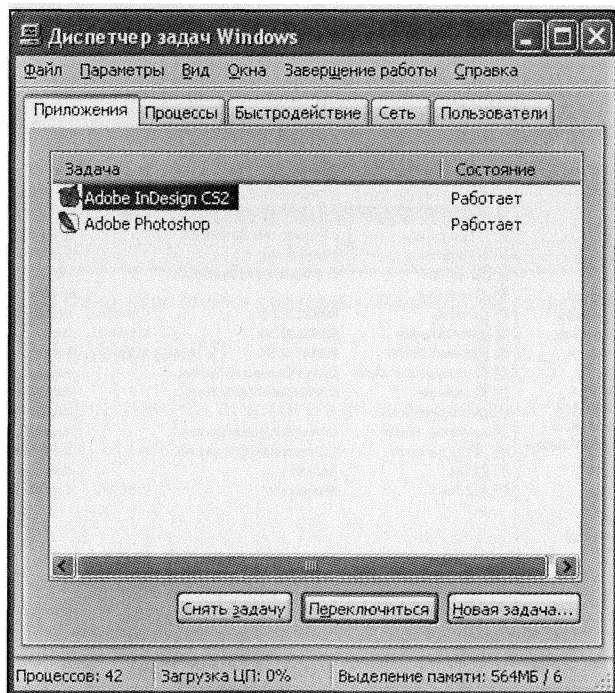 Диспетчер задач Windows
Файл Параметры Вид Окна Завершение работы Справка
Приложения Процессы Быстродействие Сеть Пользователи
Задача Состояние
Adobe InDesign CS2 Работает
Adobe Photoshop Работает
Снять задачу Переключиться Новая задача...
Процессов: 42 Загрузка ЦП: 0% Выделение памяти: 564МБ / 6